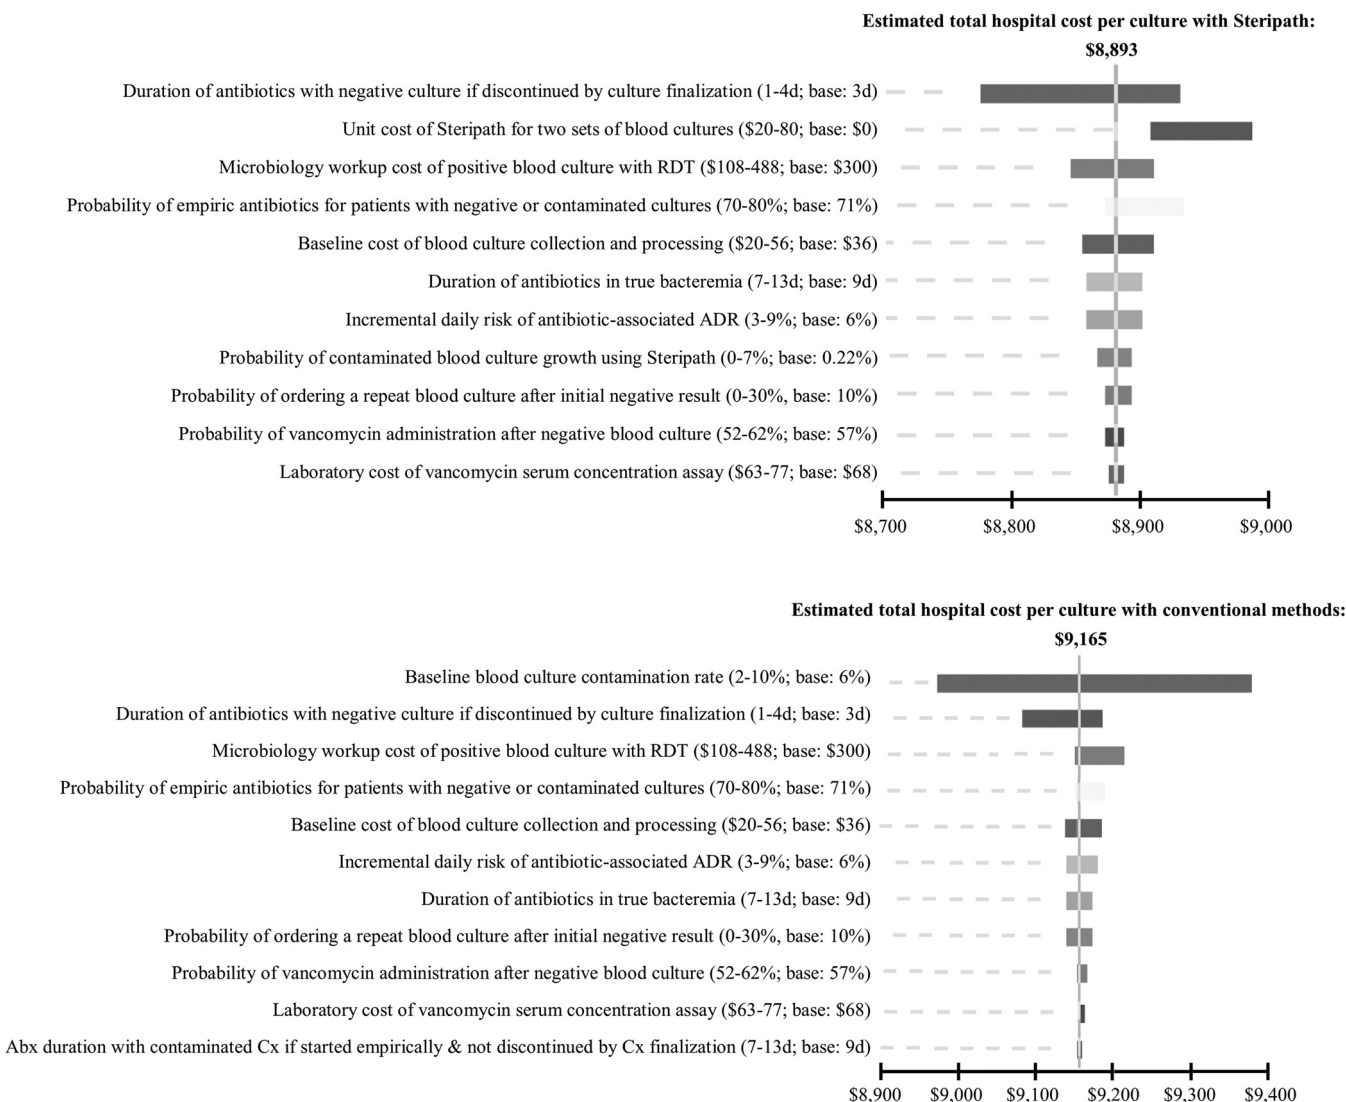 Estimated total hospital cost per culture with Steripath:
$8,893
Duration of antibiotics with negative culture if discontinued by culture finalization (1-4d; base: 3d)
Unit cost of Steripath for two sets of blood cultures ($20-80; base: $0)
Microbiology workup cost of positive blood culture with RDT ($108-488; base: $300)
Probability of empiric antibiotics for patients with negative or contaminated cultures (70-80%; base: 71%)
Baseline cost of blood culture collection and processing ($20-56; base: $36)
Duration of antibiotics in true bacteremia (7-13d; base: 9d)
Incremental daily risk of antibiotic-associated ADR (3-9%; base: 6%)
Probability of contaminated blood culture growth using Steripath (0-7%; base: 0.22%)
Probability of ordering a repeat blood culture after initial negative result (0-30%, base: 10%)
Probability of vancomycin administration after negative blood culture (52-62%; base: 57%)
Laboratory cost of vancomycin serum concentration assay ($63-77; base: $68)
$8,700 $8,800 $8,900 $9,000
Estimated total hospital cost per culture with conventional methods:
$9,165
Baseline blood culture contamination rate (2-10%; base: 6%)
Duration of antibiotics with negative culture if discontinued by culture finalization (1-4d; base: 3d)
Microbiology workup cost of positive blood culture with RDT ($108-488; base: $300)
Probability of empiric antibiotics for patients with negative or contaminated cultures (70-80%; base: 71%)
Baseline cost of blood culture collection and processing ($20-56; base: $36)
Incremental daily risk of antibiotic-associated ADR (3-9%; base: 6%)
Duration of antibiotics in true bacteremia (7-13d; base: 9d)
Probability of ordering a repeat blood culture after initial negative result (0-30%, base: 10%)
Probability of vancomycin administration after negative blood culture (52-62%; base: 57%)
Laboratory cost of vancomycin serum concentration assay ($63-77; base: $68)
Abx duration with contaminated Cx if started empirically & not discontinued by Cx finalization (7-13d; base: 9d)
$8,900 $9,000 $9,100 $9,200 $9,300 $9,400